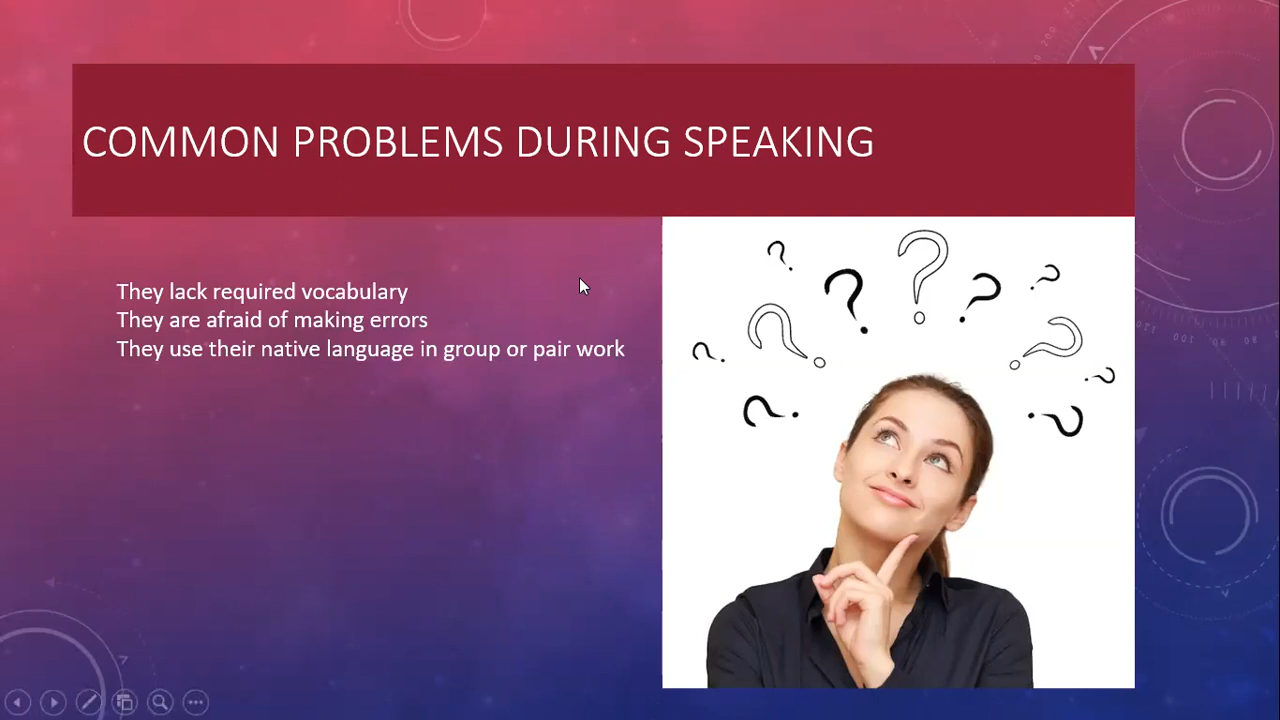 COMMON PROBLEMS DURING SPEAKING
They lack required vocabulary
They are afraid of making errors
They use their native language in group or pair work